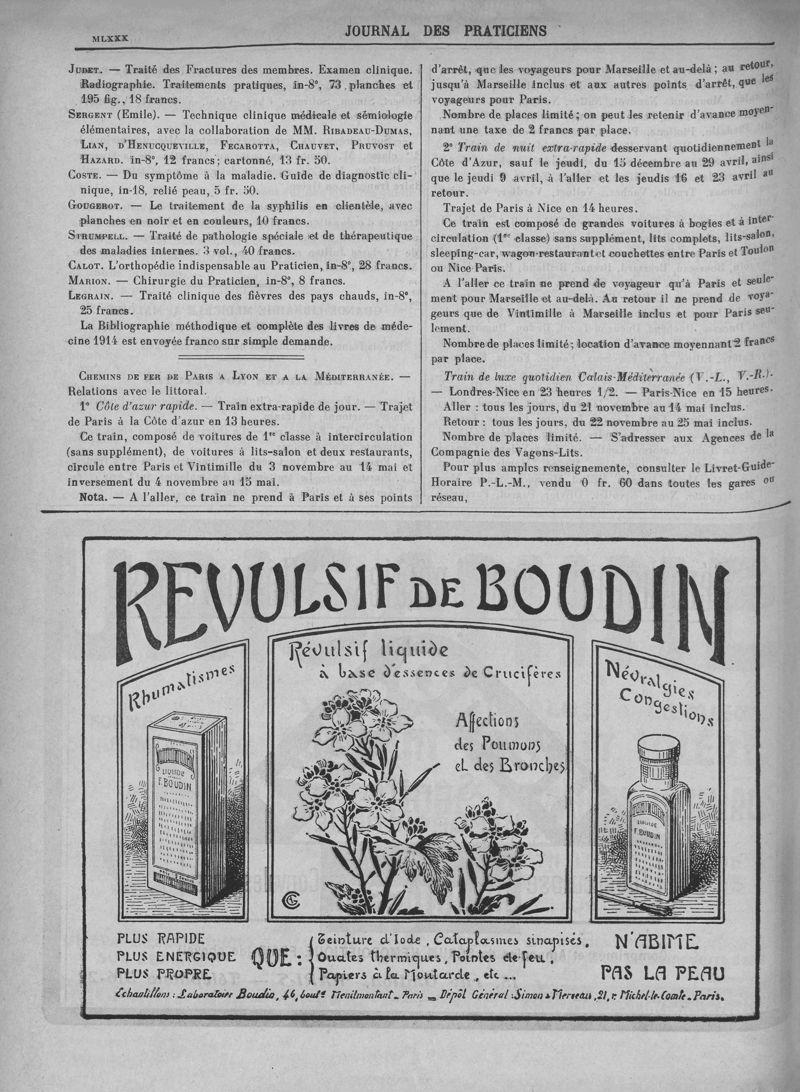 MLXXX
JOURNAL DES PRATICIENS
JUDET. — Traité des Fractures des membres. Examen clinique.
Radiographie. Traitements pratiques, in-8°, 73 planches et
195 fig., 18 francs.
SERGENT (Emile). — Technique clinique médicale et sémiologie
élémentaires, avec la collaboration de MM. RIBADEAU-DUMAS,
LIAN, D'HENUCQUEVILLE, FECAROTTA, CHAUVET, PRUVOST et
HAZARD. in-8°, 12 francs; cartonné, 13 fr. 50.
COSTE. — Du symptôme à la maladie. Guide de diagnostic cli-
nique, in-18, relié peau, 5 fr. 50.
GOUGEROT. — Le traitement de la syphilis en clientèle, avec
planches en noir et en couleurs, 10 francs.
STRUMPELL. — Traité de pathologie spéciale et de thérapeutique
des maladies internes. 3 vol., 40 francs.
CALOT. L'orthopédie indispensable au Praticien, in-8°, 28 francs.
MARION. — Chirurgie du Praticien, in-8°, 8 francs.
LEGRAIN. — Traité clinique des fièvres des pays chauds, in-8°,
25 francs.
La Bibliographie méthodique et complète des livres de méde-
cine 1914 est envoyée franco sur simple demande.
CHEMINS DE FER DE PARIS A LYON ET A LA MÉDITERRANÉE. —
Relations avec le littoral.
1° Côte d'azur rapide. — Train extra-rapide de jour. — Trajet
de Paris à la Côte d'azur en 13 heures.
Ce train, composé de voitures de 1re classe à intercirculation
(sans supplément), de voitures à lits-salon et deux restaurants,
circule entre Paris et Vintimille du 3 novembre au 14 mai et
inversement du 4 novembre au 15 mai.
Nota. — A l'aller, ce train ne prend à Paris et à ses points
d'arrêt, que les voyageurs pour Marseille et au-delà; au retour,
jusqu'à Marseille inclus et aux autres points d'arrêt, que les
voyageurs pour Paris.
Nombre de places limité; on peut les retenir d'avance moyen-
nant une taxe de 2 francs par place.
2° Train de nuit extra-rapide desservant quotidiennement la
Côte d'Azur, sauf le jeudi, du 15 décembre au 29 avril, ainsi
que le jeudi 9 avril, à l'aller et les jeudis 16 et 23 avril au
retour.
Trajet de Paris à Nice en 14 heures.
Ce train est composé de grandes voitures à bogies et à inter-
circulation (1re classe) sans supplément, lits complets, lits-salon,
sleeping-car, wagon-restaurant et couchettes entre Paris et Toulon
ou Nice Paris.
A l'aller ce train ne prend de voyageur qu'à Paris et seule-
ment pour Marseille et au-delà. Au retour il ne prend de voya-
geurs que de Vintimille à Marseille inclus et pour Paris seu-
lement.
Nombre de places limité; location d'avance moyennant 2 francs
par place.
Train de luxe quotidien Calais-Méditerranée (V.-L., V.-R.).
— Londres-Nice en 23 heures 1/2. — Paris-Nice en 15 heures.
Aller : tous les jours, du 21 novembre au 14 mai inclus.
Retour : tous les jours, du 22 novembre au 25 mai inclus.
Nombre de places limité. — S'adresser aux Agences de la
Compagnie des Vagons-Lits.
Pour plus amples renseignemente, consulter le Livret-Guide-
Horaire P.-L.-M., vendu 0 fr. 60 dans toutes les gares ou
réseau,
REVULSIF DE BOUDIN
Rhumatismes
Révulsif liquide
à base d'essences de Crucifères
Affections
des Poumons
et des Bronches
Névralgies
Congestions
LIQUIDE
F. BOUDIN
F. BOUDIN
PLUS RAPIDE
PLUS ENERGIQUE
PLUS PROPRE
QUE:
Teinture d'Iode, Cataplasmes sinapisés,
Ouates thermiques, Pointes de feu,
Papiers à la Moutarde, etc...
N'ABIME
PAS LA PEAU
Echantillons : Laboratoire Boudin, 46, boul.d Menilmontant - Paris — Dépôt Général : Simon & Merveau, 21, r. Michel-le-Comte - Paris.